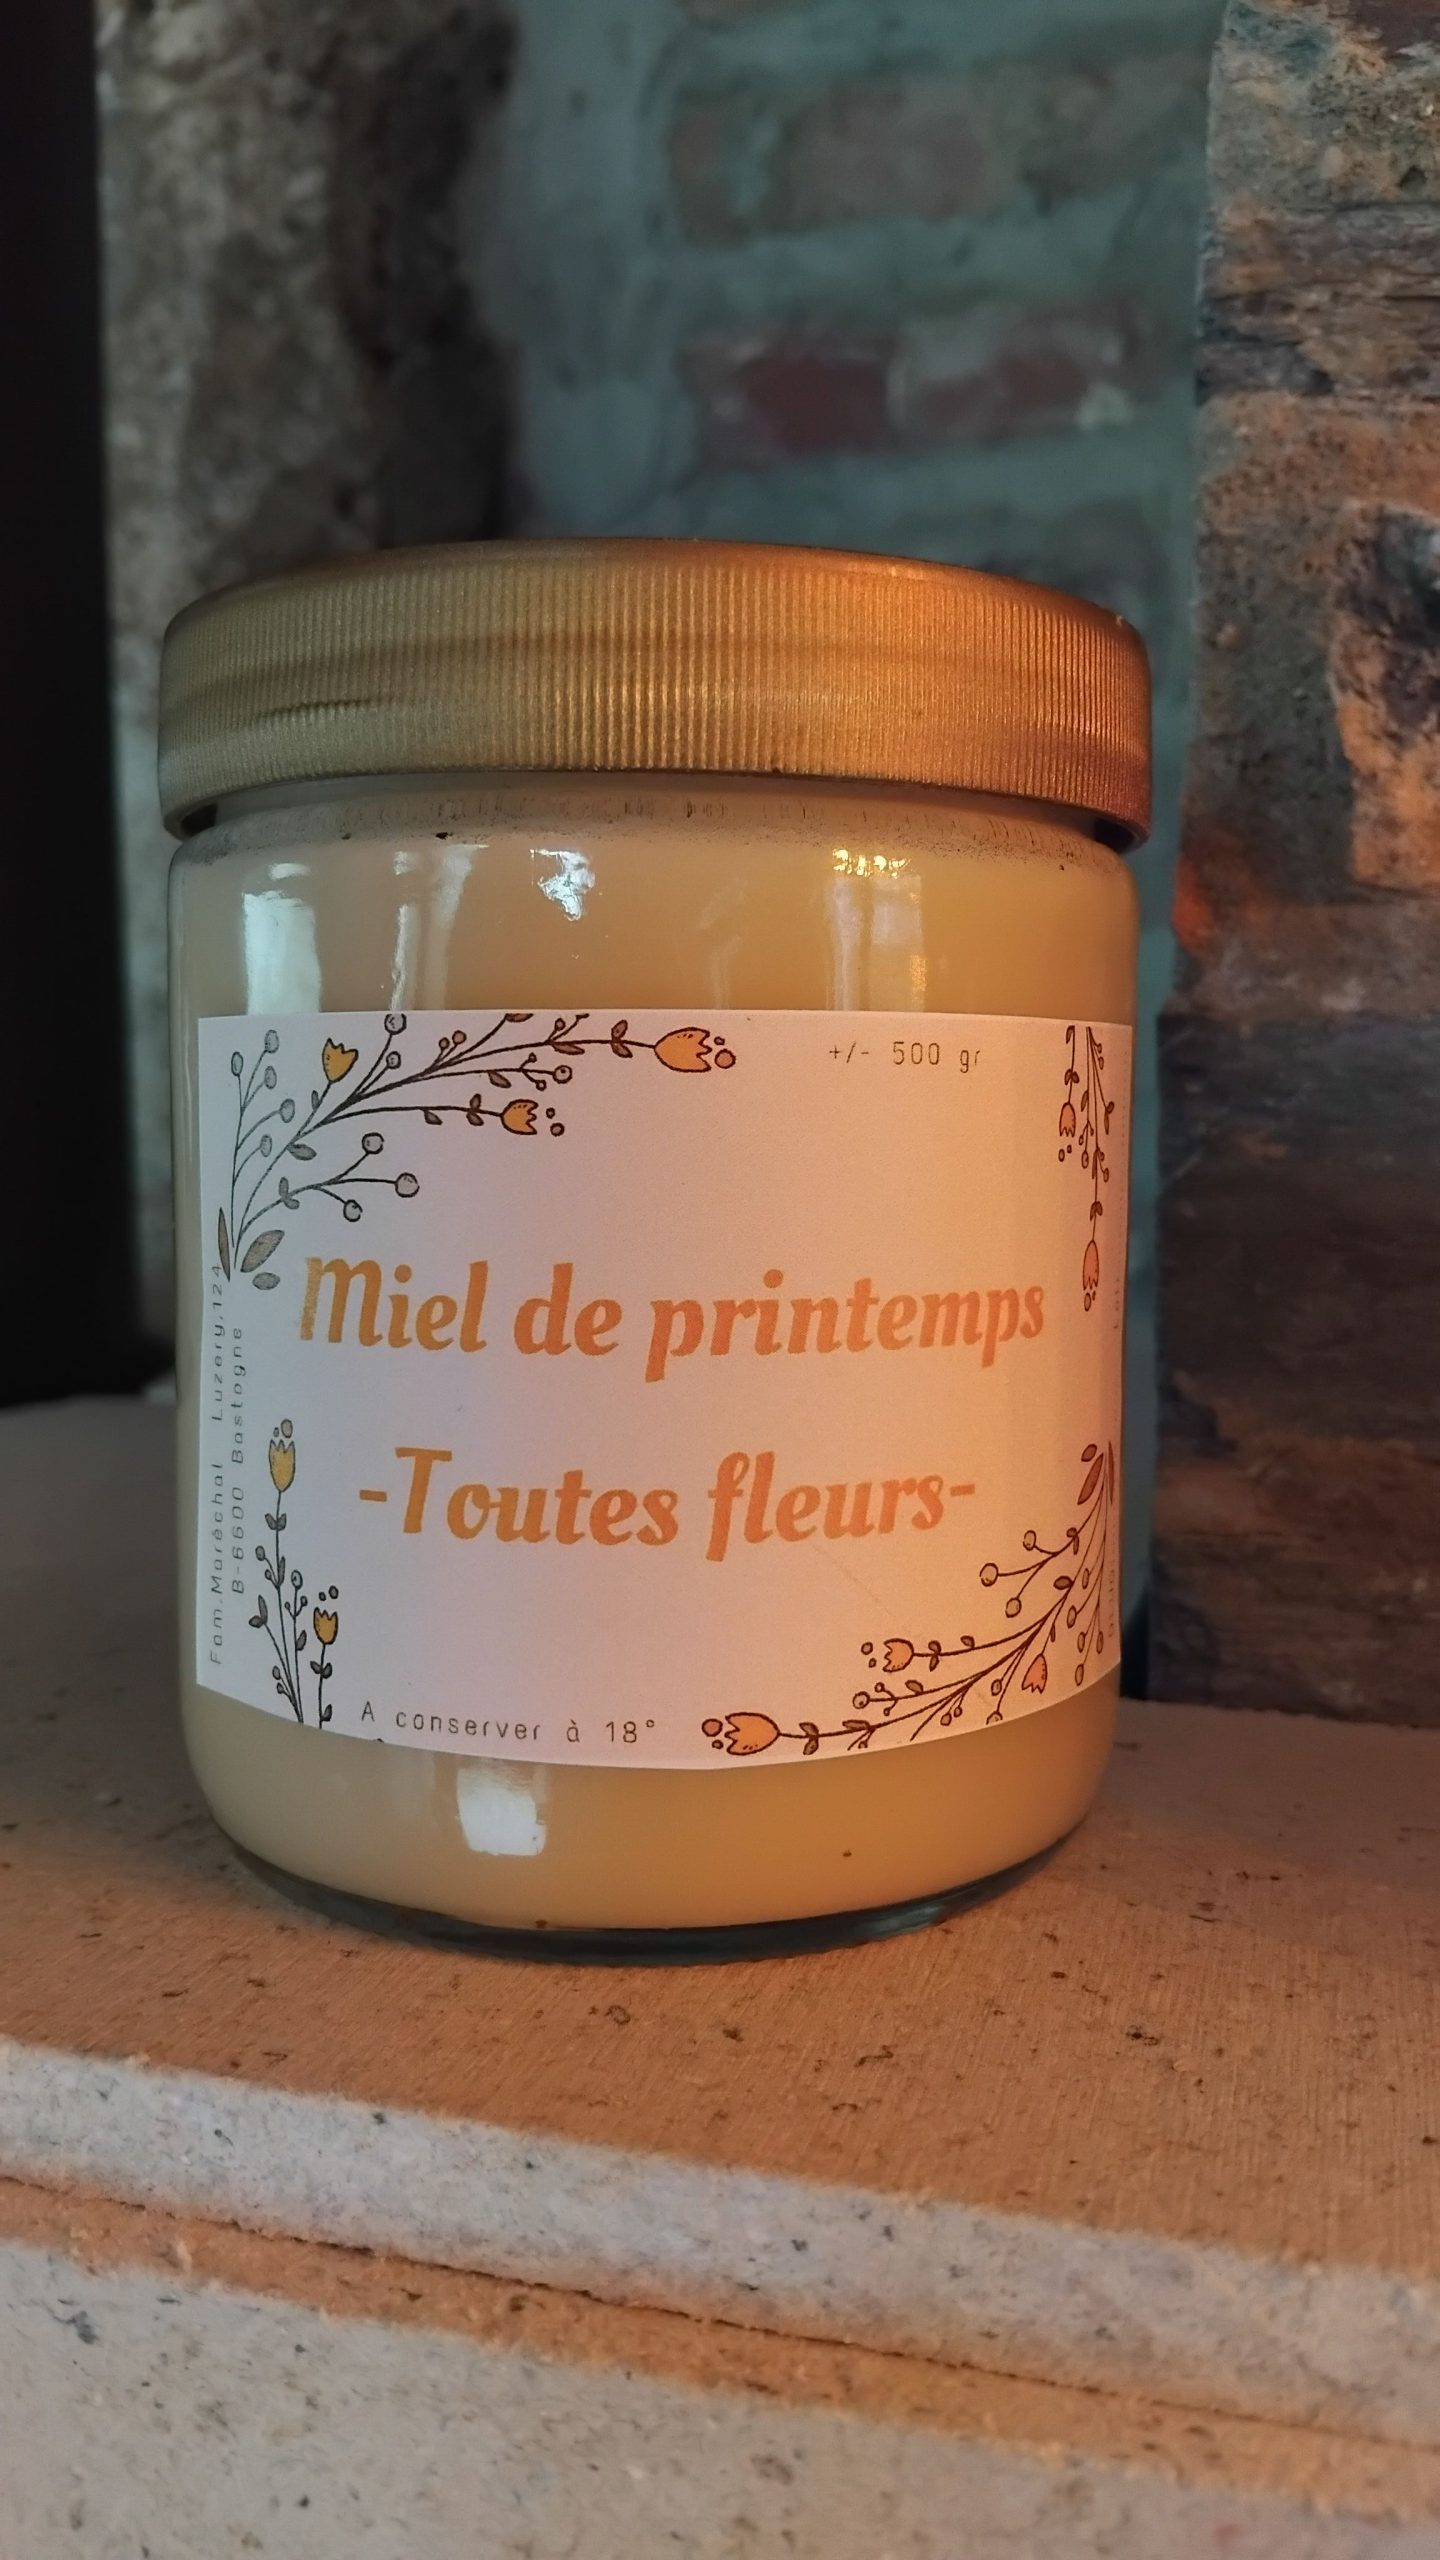 +/- 500 gr
Miel de printemps
-Toutes fleurs-
A conserver à 18°
Fam.Maréchal Luzery,124
B-6600 Bastogne